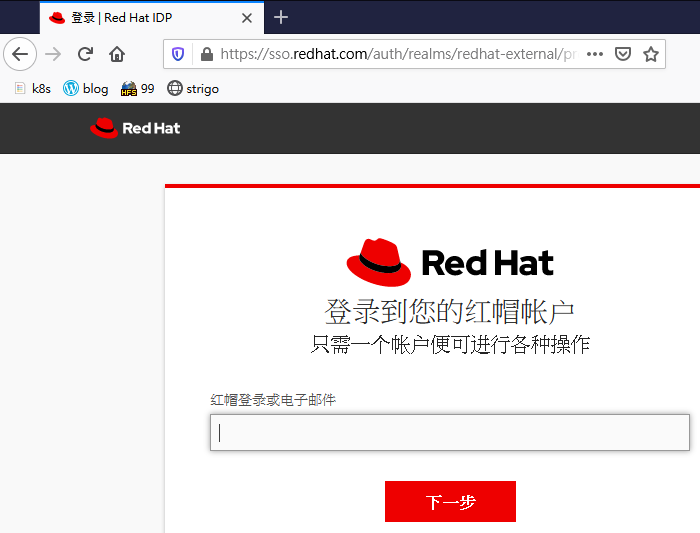 登录 | Red Hat IDP
https://sso.redhat.com/auth/realms/redhat-external/pr
k8s blog HFS 99 strigo
Red Hat
Red Hat
登录到您的红帽帐户
只需一个帐户便可进行各种操作
红帽登录或电子邮件
下一步